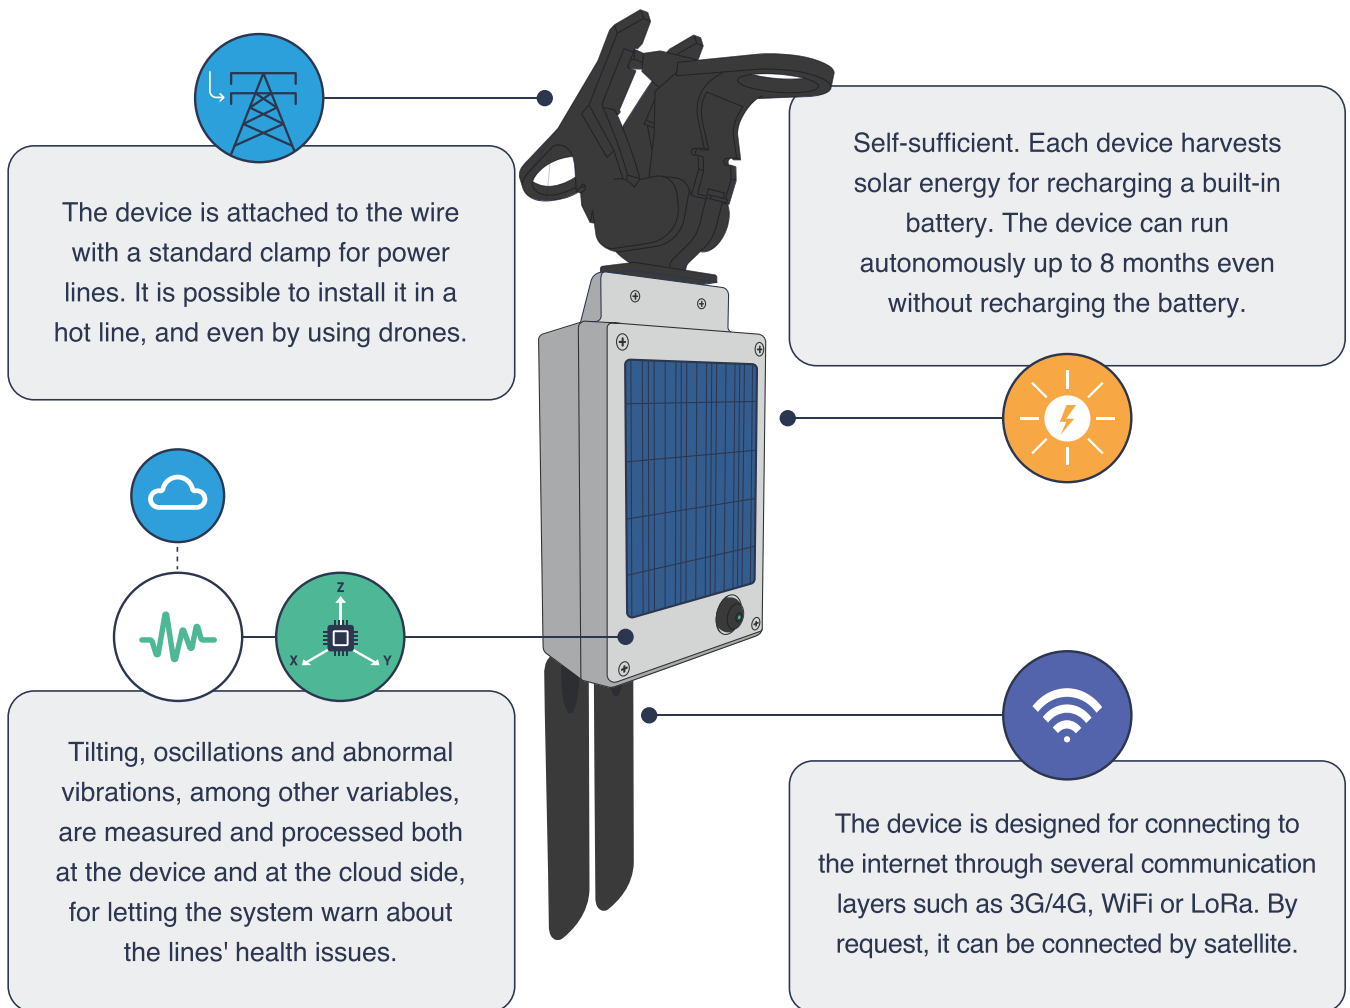 The device is attached to the wire
with a standard clamp for power
lines. It is possible to install it in a
hot line, and even by using drones.
Self-sufficient. Each device harvests
solar energy for recharging a built-in
battery. The device can run
autonomously up to 8 months even
without recharging the battery.
Z
X
Y
Tilting, oscillations and abnormal
vibrations, among other variables,
are measured and processed both
at the device and at the cloud side,
for letting the system warn about
the lines' health issues.
The device is designed for connecting to
the internet through several communication
layers such as 3G/4G, WiFi or LoRa. By
request, it can be connected by satellite.